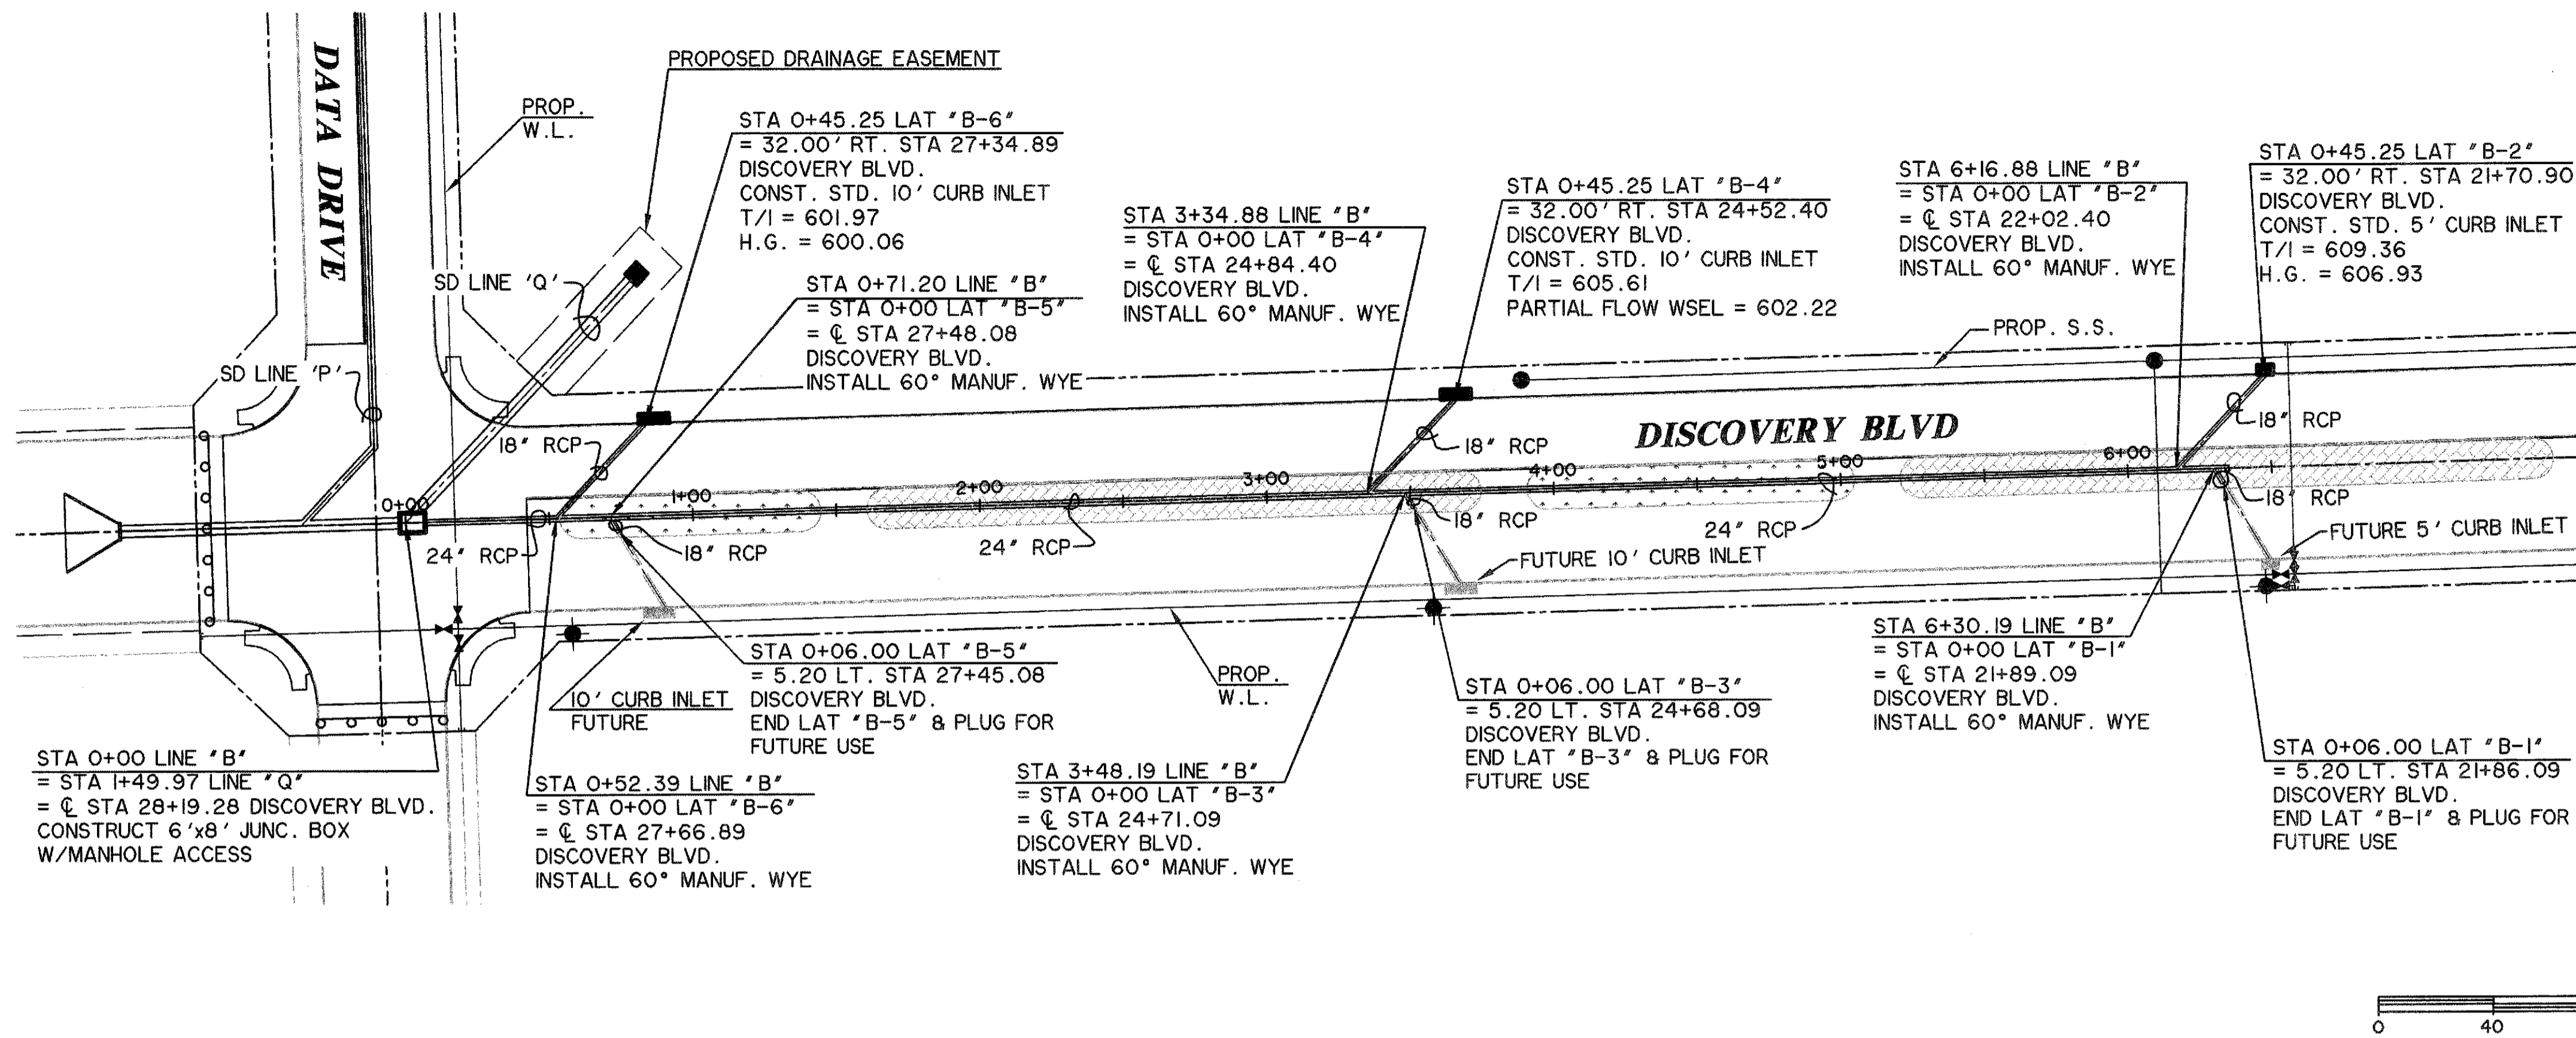 DATA DRIVE
PROPOSED DRAINAGE EASEMENT
PROP.
W.L.
STA 0+45.25 LAT "B-6"
= 32.00' RT. STA 27+34.89
DISCOVERY BLVD.
CONST. STD. 10' CURB INLET
T/I = 601.97
H.G. = 600.06
SD LINE 'Q'
STA 0+71.20 LINE "B"
= STA 0+00 LAT "B-5"
= ℄ STA 27+48.08
DISCOVERY BLVD.
INSTALL 60° MANUF. WYE
STA 3+34.88 LINE "B"
= STA 0+00 LAT "B-4"
= ℄ STA 24+84.40
DISCOVERY BLVD.
INSTALL 60° MANUF. WYE
STA 0+45.25 LAT "B-4"
= 32.00' RT. STA 24+52.40
DISCOVERY BLVD.
CONST. STD. 10' CURB INLET
T/I = 605.61
PARTIAL FLOW WSEL = 602.22
STA 6+16.88 LINE "B"
= STA 0+00 LAT "B-2"
= ℄ STA 22+02.40
DISCOVERY BLVD.
INSTALL 60° MANUF. WYE
STA 0+45.25 LAT "B-2"
= 32.00' RT. STA 21+70.90
DISCOVERY BLVD.
CONST. STD. 5' CURB INLET
T/I = 609.36
H.G. = 606.93
PROP. S.S.
SD LINE 'P'
18" RCP
18" RCP
DISCOVERY BLVD
18" RCP
0+00
1+00
2+00
3+00
4+00
5+00
6+00
24" RCP
18" RCP
24" RCP
18" RCP
24" RCP
18" RCP
FUTURE 10' CURB INLET
FUTURE 5' CURB INLET
10' CURB INLET
FUTURE
STA 0+06.00 LAT "B-5"
= 5.20 LT. STA 27+45.08
DISCOVERY BLVD.
END LAT "B-5" & PLUG FOR
FUTURE USE
PROP.
W.L.
STA 0+06.00 LAT "B-3"
= 5.20 LT. STA 24+68.09
DISCOVERY BLVD.
END LAT "B-3" & PLUG FOR
FUTURE USE
STA 6+30.19 LINE "B"
= STA 0+00 LAT "B-1"
= ℄ STA 21+89.09
DISCOVERY BLVD.
INSTALL 60° MANUF. WYE
STA 0+06.00 LAT "B-1"
= 5.20 LT. STA 21+86.09
DISCOVERY BLVD.
END LAT "B-1" & PLUG FOR
FUTURE USE
STA 0+00 LINE "B"
= STA 1+49.97 LINE "Q"
= ℄ STA 28+19.28 DISCOVERY BLVD.
CONSTRUCT 6'x8' JUNC. BOX
W/MANHOLE ACCESS
STA 0+52.39 LINE "B"
= STA 0+00 LAT "B-6"
= ℄ STA 27+66.89
DISCOVERY BLVD.
INSTALL 60° MANUF. WYE
STA 3+48.19 LINE "B"
= STA 0+00 LAT "B-3"
= ℄ STA 24+71.09
DISCOVERY BLVD.
INSTALL 60° MANUF. WYE
0
40